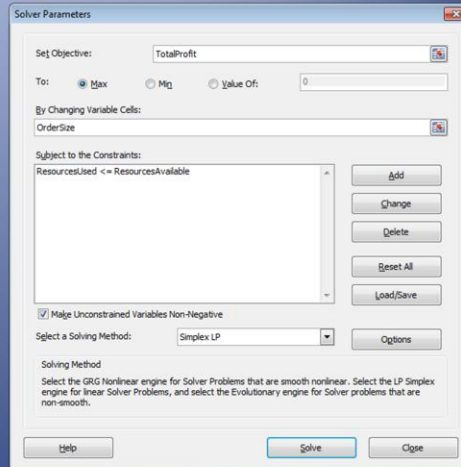 Solver Parameters
Set Objective: TotalProfit
To: Max Min Value Of: 0
By Changing Variable Cells:
OrderSize
Subject to the Constraints:
ResourcesUsed <= ResourcesAvailable
Add
Change
Delete
Reset All
Load/Save
Make Unconstrained Variables Non-Negative
Select a Solving Method: Simplex LP
Options
Solving Method
Select the GRG Nonlinear engine for Solver Problems that are smooth nonlinear. Select the LP Simplex
engine for linear Solver Problems, and select the Evolutionary engine for Solver problems that are
non-smooth.
Help Solve Close